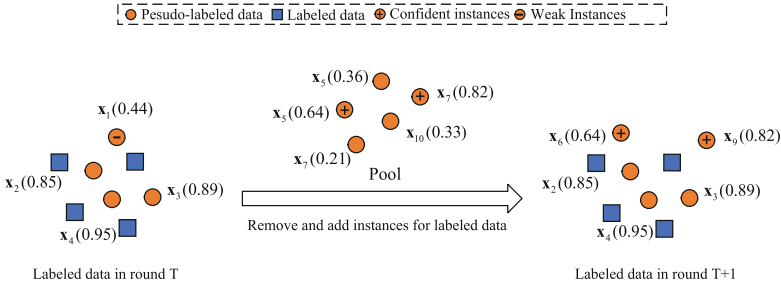 Pesudo-labeled data Labeled data Confident instances Weak Instances
x5(0.36)
x7(0.82)
x1(0.44)
x5(0.64)
x10(0.33)
x6(0.64)
x9(0.82)
x7(0.21)
Pool
x2(0.85)
x3(0.89)
x2(0.85)
x3(0.89)
Remove and add instances for labeled data
x4(0.95)
x4(0.95)
Labeled data in round T
Labeled data in round T+1